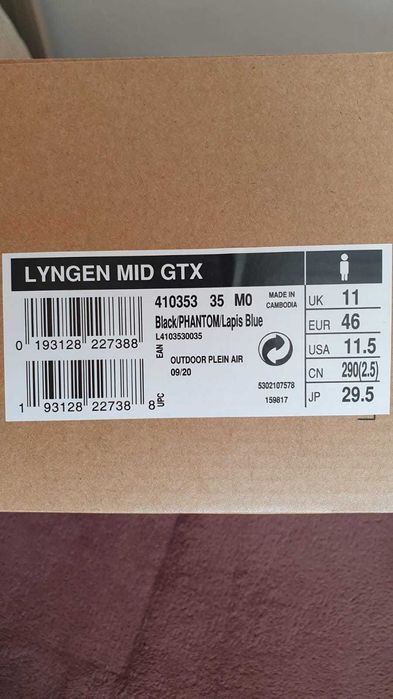 LYNGEN MID GTX
410353 35 M0
MADE IN
CAMBODIA
Black/PHANTOM/Lapis Blue
L4103530035
EAN
0 193128 227388
OUTDOOR PLEIN AIR
09/20
5302107578
159817
1 93128 22738 8
UPC
UK 11
EUR 46
USA 11.5
CN 290(2.5)
JP 29.5